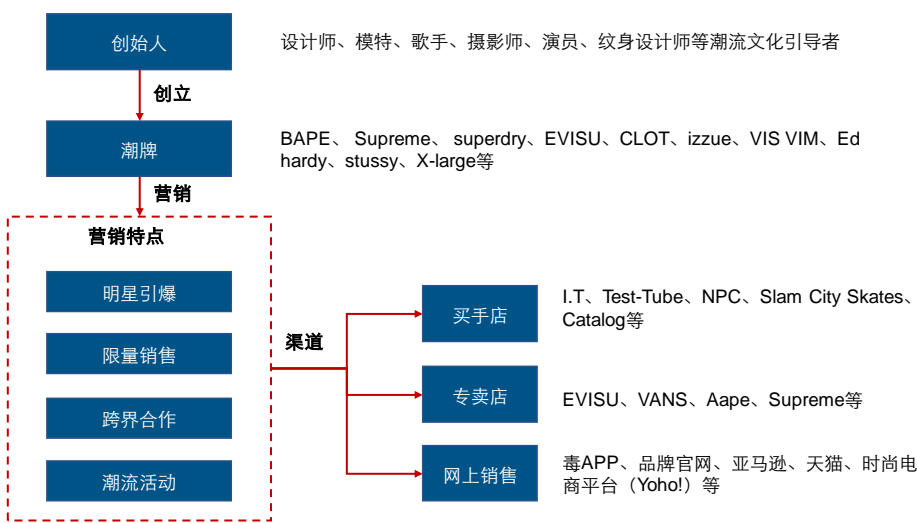 创始人
设计师、模特、歌手、摄影师、演员、纹身设计师等潮流文化引导者
创立
潮牌
BAPE、 Supreme、 superdry、EVISU、CLOT、izzue、VIS VIM、Ed
hardy、stussy、X-large等
营销
营销特点
明星引爆
限量销售
跨界合作
潮流活动
渠道
买手店
I.T、Test-Tube、NPC、Slam City Skates、
Catalog等
专卖店
EVISU、VANS、Aape、Supreme等
网上销售
毒APP、品牌官网、亚马逊、天猫、时尚电
商平台（Yoho!）等